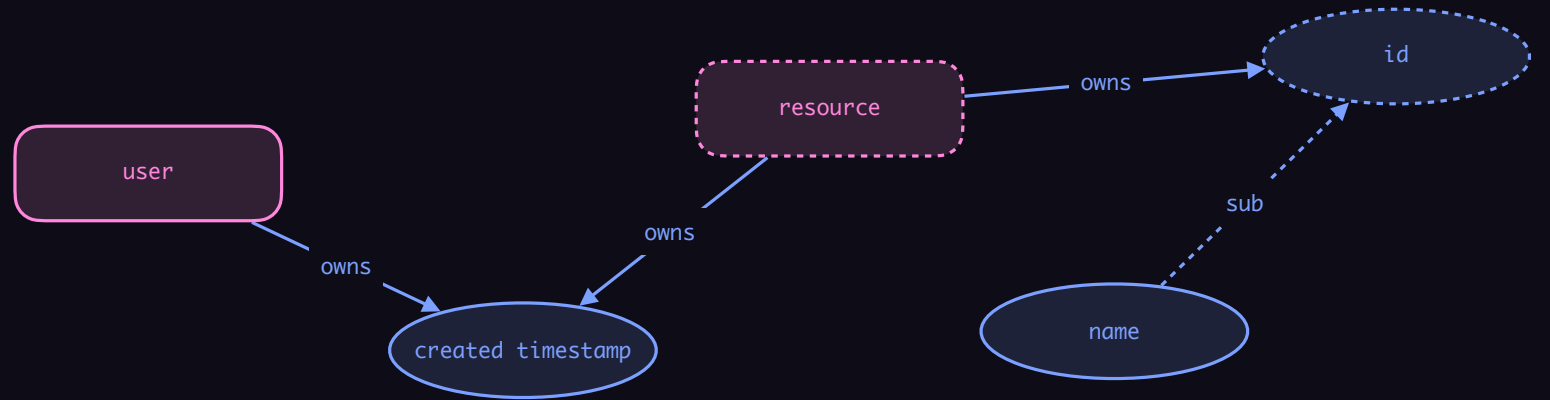 id
owns
resource
user
sub
owns
owns
name
created timestamp